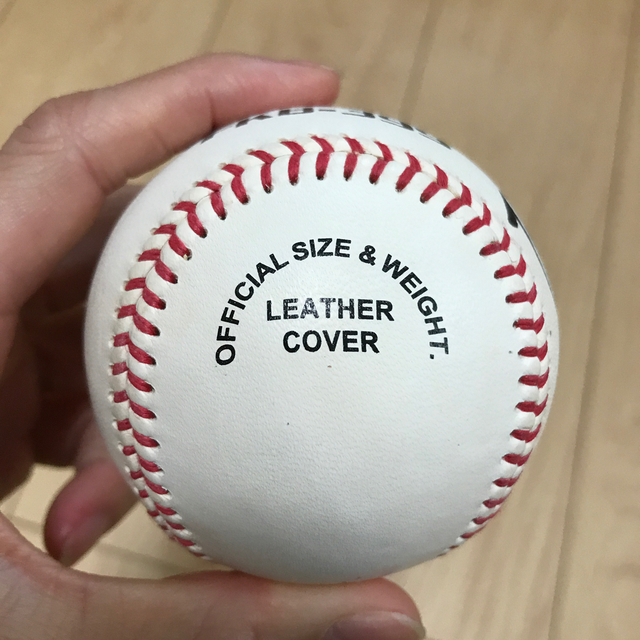 OFFICIAL SIZE & WEIGHT.
LEATHER
COVER